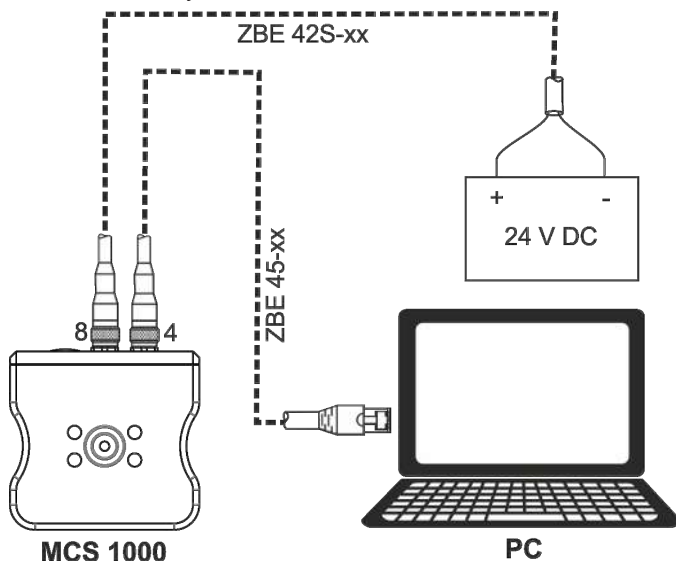 ZBE 42S-xx
+ -
24 V DC
ZBE 45-xx
8 4
MCS 1000
PC